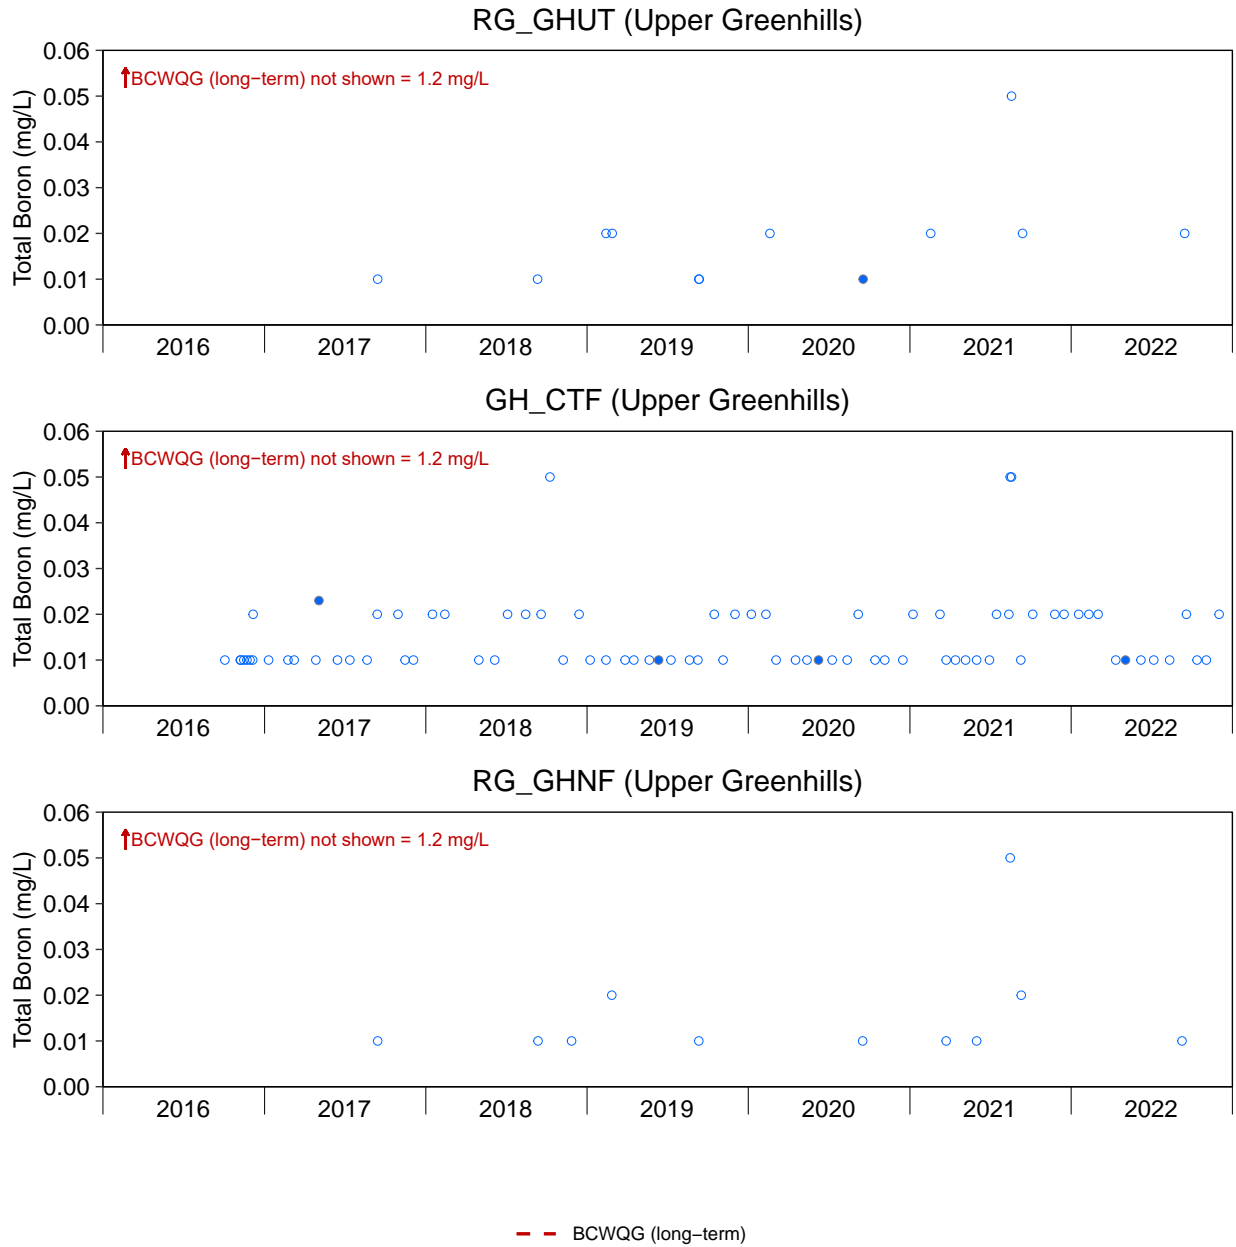 RG_GHUT (Upper Greenhills)
0.06
BCWQG (long−term) not shown = 1.2 mg/L
0.05
0.04
0.03
0.02
0.01
0.00
Total Boron (mg/L)
2016 2017 2018 2019 2020 2021 2022
GH_CTF (Upper Greenhills)
0.06
BCWQG (long−term) not shown = 1.2 mg/L
0.05
0.04
0.03
0.02
0.01
0.00
Total Boron (mg/L)
2016 2017 2018 2019 2020 2021 2022
RG_GHNF (Upper Greenhills)
0.06
BCWQG (long−term) not shown = 1.2 mg/L
0.05
0.04
0.03
0.02
0.01
0.00
Total Boron (mg/L)
2016 2017 2018 2019 2020 2021 2022
BCWQG (long−term)